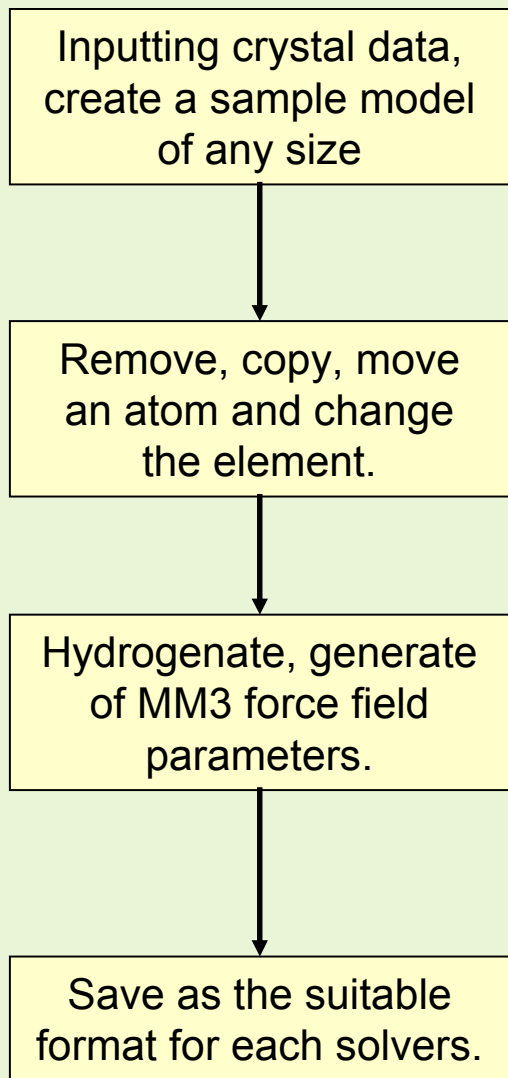 Inputting crystal data,
create a sample model
of any size
Remove, copy, move
an atom and change
the element.
Hydrogenate, generate
of MM3 force field
parameters.
Save as the suitable
format for each solvers.